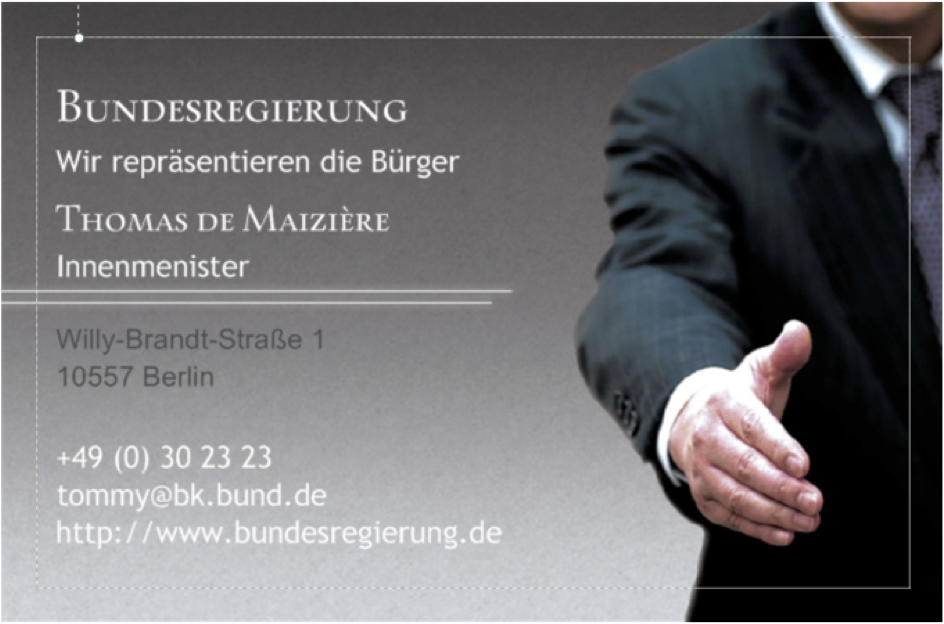 Bundesregierung
Wir repräsentieren die Bürger
Thomas de Maizière
Innenmenister
Willy-Brandt-Straße 1
10557 Berlin
+49 (0) 30 23 23
tommy@bk.bund.de
http://www.bundesregierung.de